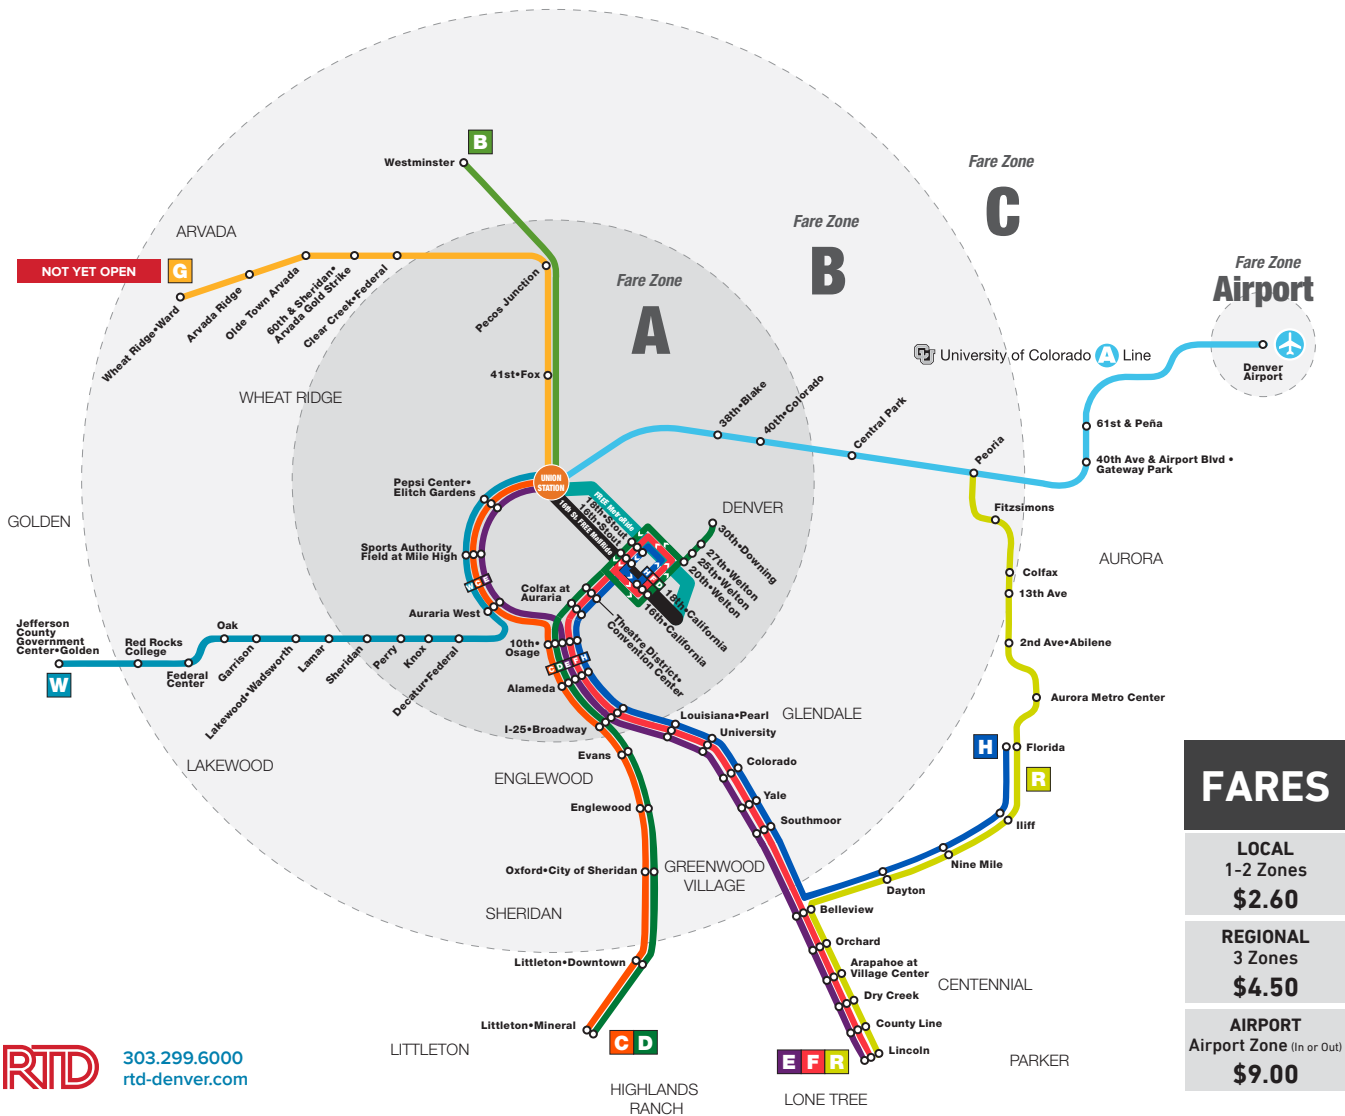 Fare Zone
C
Fare Zone
B
Fare Zone
A
Fare Zone
Airport
B
Westminster
ARVADA
NOT YET OPEN
G
Wheat Ridge•Ward
Arvada Ridge
Olde Town Arvada
60th & Sheridan•
Arvada Gold Strike
Clear Creek•Federal
Pecos Junction
41st•Fox
WHEAT RIDGE
University of Colorado A Line
Denver
Airport
61st & Peña
40th Ave & Airport Blvd •
Gateway Park
38th•Blake
40th•Colorado
Central Park
Peoria
UNION
STATION
Pepsi Center•
Elitch Gardens
Sports Authority
Field at Mile High
W C E
Auraria West
GOLDEN
Jefferson
County
Government
Center•Golden
W
Red Rocks
College
Federal
Center
Oak
Garrison
Lakewood•Wadsworth
Lamar
Sheridan
Perry
Knox
Decatur•Federal
LAKEWOOD
FREE MetroRide
16th St. FREE MallRide
18th•Stout
16th•Stout
DENVER
30th•Downing
27th•Welton
25th•Welton
20th•Welton
18th•California
16th•California
H F D
Theatre District•
Convention Center
Colfax at
Auraria
10th•
Osage
C D E F H
Alameda
I-25•Broadway
Evans
ENGLEWOOD
Englewood
Oxford•City of Sheridan
SHERIDAN
Littleton•Downtown
Littleton•Mineral
C D
LITTLETON
HIGHLANDS
RANCH
Louisiana•Pearl
GLENDALE
University
Colorado
Yale
Southmoor
GREENWOOD
VILLAGE
Belleview
Orchard
Arapahoe at
Village Center
CENTENNIAL
Dry Creek
County Line
Lincoln
E F R
LONE TREE
PARKER
Fitzsimons
AURORA
Colfax
13th Ave
2nd Ave•Abilene
Aurora Metro Center
H
Florida
R
Iliff
Nine Mile
Dayton
FARES
LOCAL
1-2 Zones
$2.60
REGIONAL
3 Zones
$4.50
AIRPORT
Airport Zone (In or Out)
$9.00
RTD
303.299.6000
rtd-denver.com